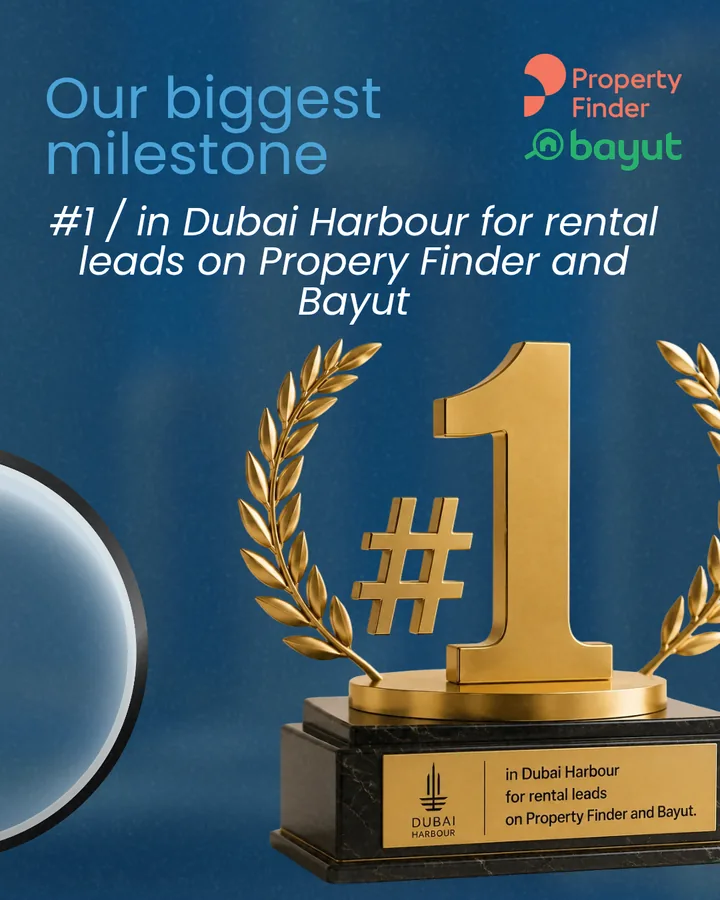 Our biggest
milestone
Property
Finder
bayut
#1 / in Dubai Harbour for rental
leads on Propery Finder and
Bayut
#1
DUBAI
HARBOUR
in Dubai Harbour
for rental leads
on Property Finder and Bayut.